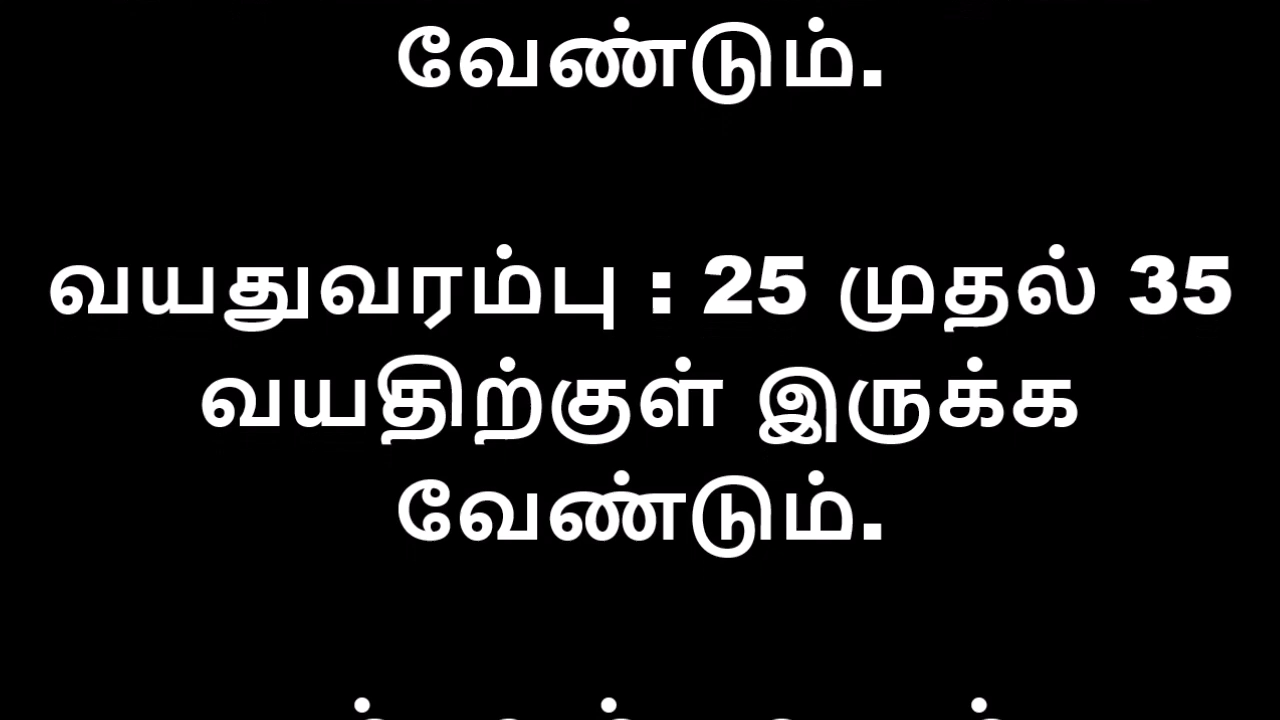 வேண்டும்.
வயதுவரம்பு : 25 முதல் 35
வயதிற்குள் இருக்க
வேண்டும்.